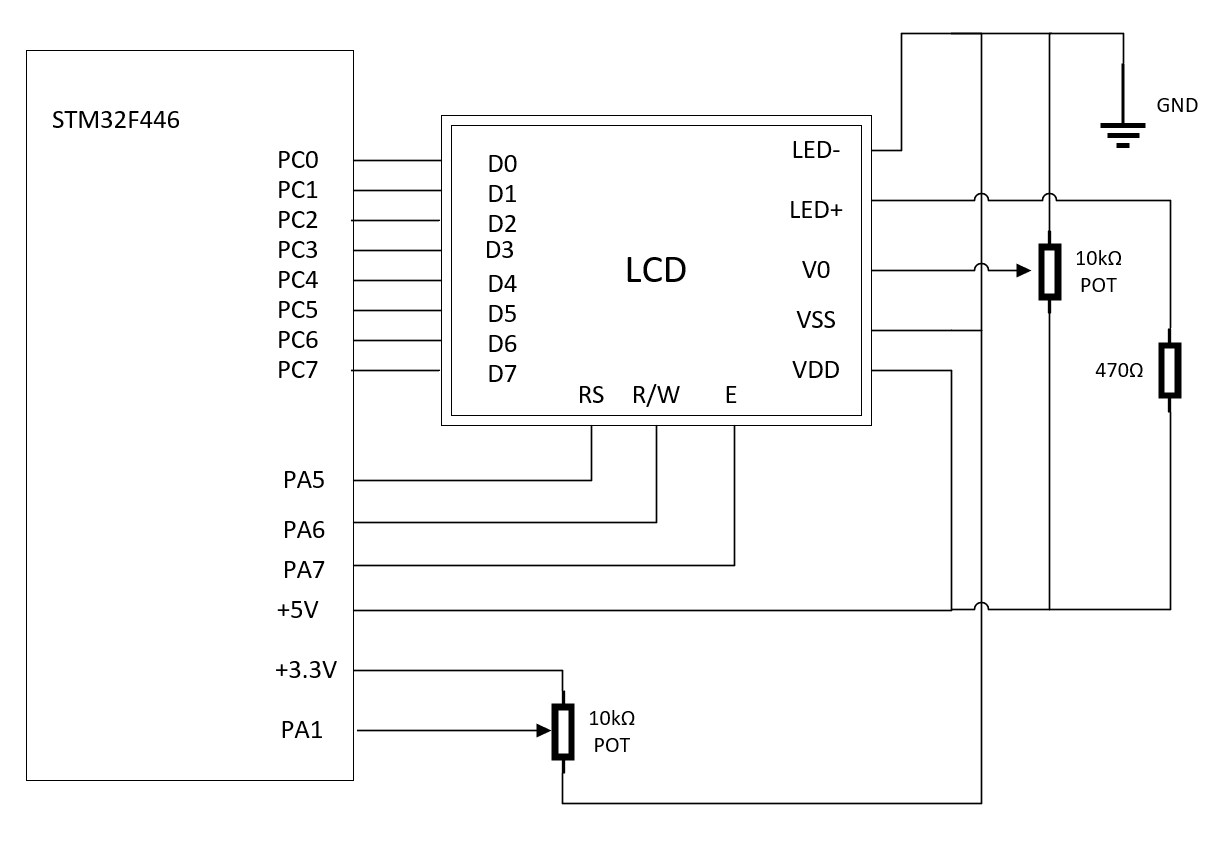 STM32F446
PC0
PC1
PC2
PC3
PC4
PC5
PC6
PC7
PA5
PA6
PA7
+5V
+3.3V
PA1
D0
D1
D2
D3
D4
D5
D6
D7
LCD
RS R/W E
LED-
LED+
V0
VSS
VDD
GND
10kΩ
POT
470Ω
10kΩ
POT